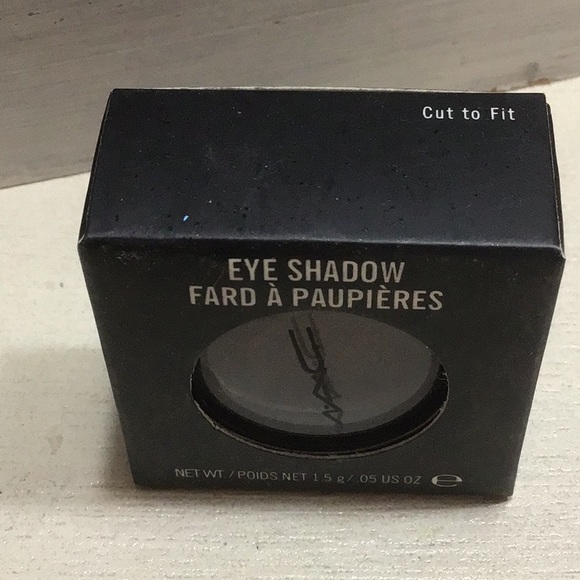 Cut to Fit
EYE SHADOW
FARD À PAUPIÈRES
MAC
NET WT. / POIDS NET 1.5 g / .05 US OZ e